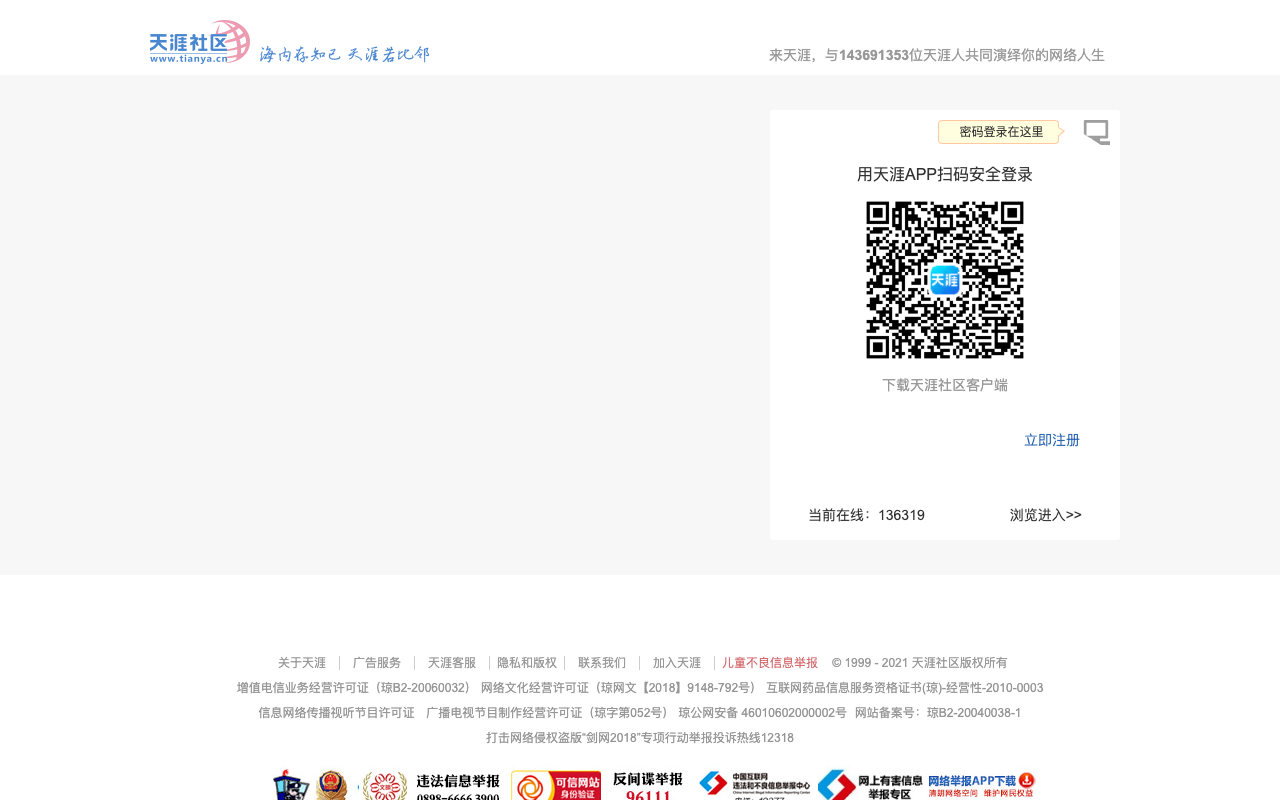 天涯社区
www.tianya.cn
海内存知己 天涯若比邻
来天涯，与143691353位天涯人共同演绎你的网络人生
密码登录在这里
用天涯APP扫码安全登录
天涯
下载天涯社区客户端
立即注册
当前在线：136319
浏览进入>>
关于天涯 广告服务 天涯客服 隐私和版权 联系我们 加入天涯 儿童不良信息举报 © 1999 - 2021 天涯社区版权所有
增值电信业务经营许可证（琼B2-20060032） 网络文化经营许可证（琼网文【2018】9148-792号） 互联网药品信息服务资格证书(琼)-经营性-2010-0003
信息网络传播视听节目许可证 广播电视节目制作经营许可证（琼字第052号） 琼公网安备 46010602000002号 网站备案号：琼B2-20040038-1
打击网络侵权盗版“剑网2018”专项行动举报投诉热线12318
违法信息举报
0898-6666 3900
可信网站
身份验证
反间谍举报
96111
中国互联网
违法和不良信息举报中心
网上有害信息
举报专区
网络举报APP下载
清朗网络空间 维护网民权益